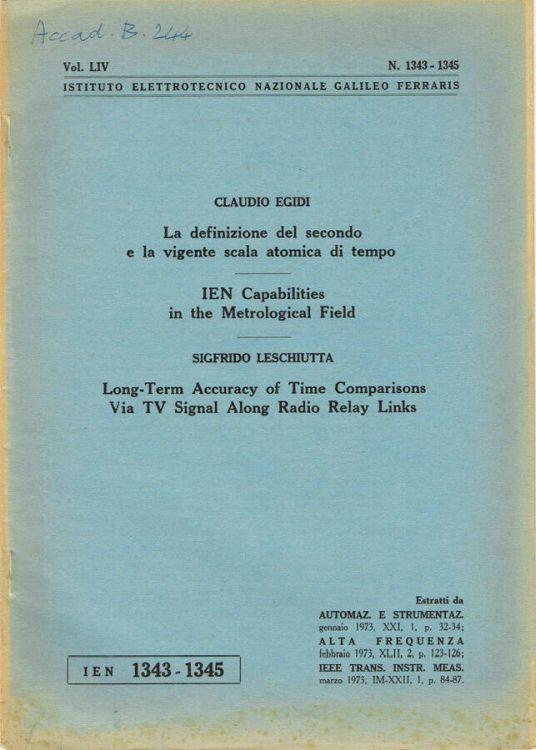 Accad. B. 244
Vol. LIV N. 1343 - 1345
ISTITUTO ELETTROTECNICO NAZIONALE GALILEO FERRARIS
CLAUDIO EGIDI
La definizione del secondo
e la vigente scala atomica di tempo
IEN Capabilities
in the Metrological Field
SIGFRIDO LESCHIUTTA
Long-Term Accuracy of Time Comparisons
Via TV Signal Along Radio Relay Links
Estratti da
AUTOMAZ. E STRUMENTAZ.
gennaio 1973, XXI, 1, p. 32-34;
ALTA FREQUENZA
febbraio 1973, XLII, 2, p. 123-126;
IEEE TRANS. INSTR. MEAS.
marzo 1973, IM-XXII, 1, p. 84-87.
IEN 1343 - 1345